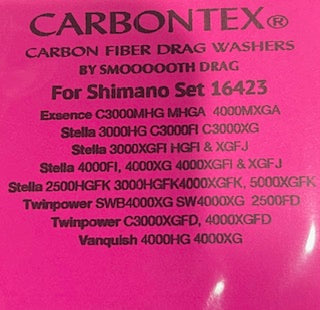 CARBONTEX®
CARBON FIBER DRAG WASHERS
BY SMOOOOOTH DRAG
For Shimano Set 16423
Exsence C3000MHG MHGA 4000MXGA
Stella 3000HG C3000FI C3000XG
Stella 3000XGFI HGFI & XGFJ
Stella 4000FI, 4000XG 4000XGFI & XGFJ
Stella 2500HGFK 3000HGFK4000XGFK, 5000XGFK
Twinpower SWB4000XG SW4000XG 2500FD
Twinpower C3000XGFD, 4000XGFD
Vanquish 4000HG 4000XG